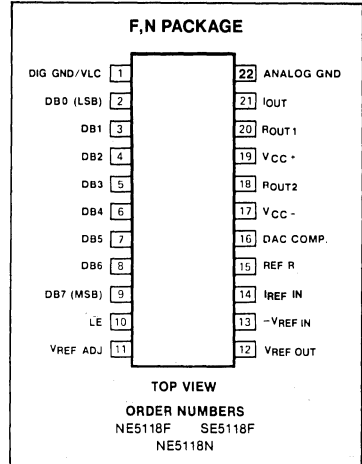 F,N PACKAGE
DIG GND/VLC 1 22 ANALOG GND
DB0 (LSB) 2 21 IOUT
DB1 3 20 ROUT1
DB2 4 19 VCC +
DB3 5 18 ROUT2
DB4 6 17 VCC -
DB5 7 16 DAC COMP.
DB6 8 15 REF R
DB7 (MSB) 9 14 IREF IN
LE 10 13 -VREF IN
VREF ADJ 11 12 VREF OUT
TOP VIEW
ORDER NUMBERS
NE5118F SE5118F
NE5118N